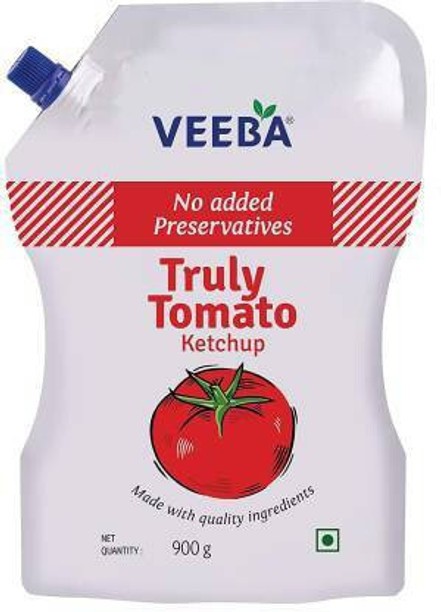 VEEBA®
No added
Preservatives
Truly
Tomato
Ketchup
Made with quality ingredients
NET
QUANTITY : 900 g